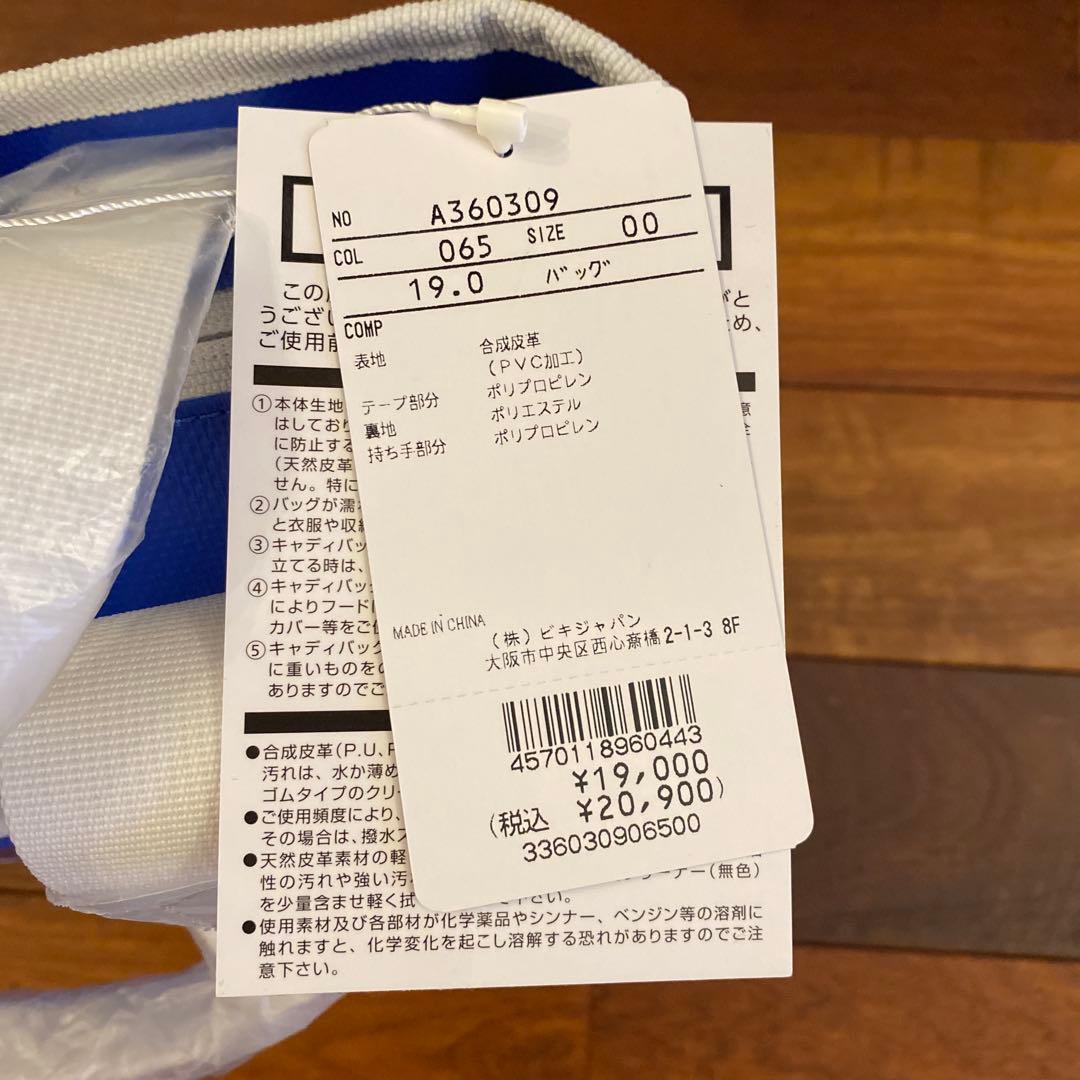 NO A360309
COL 065 SIZE 00
19.0 バッグ
COMP
表地 合成皮革
(PVC加工)
テープ部分 ポリプロピレン
裏地 ポリエステル
持ち手部分 ポリプロピレン
MADE IN CHINA
(株)ビキジャパン
大阪市中央区西心斎橋2-1-3 8F
4570118960443
¥19,000
(税込 ¥20,900)
336030906500
この
うござい
ご使用前
が と
め、
①本体生地
はしており
に防止する
(天然皮革
せん。特に
意
②バッグが濡
と衣服や収納
③キャディバッ
立てる時は、
④キャディバッ
によりフード
カバー等をご使
⑤キャディバッグ
に重いものを
ありますのでご
●合成皮革(P.U、P
汚れは、水か薄め
ゴムタイプのクリ
●ご使用頻度により、
その場合は、撥水ス
●天然皮革素材の軽
性の汚れや強い汚 リーナー(無色)
を少量含ませ軽く拭 下さい。
●使用素材及び各部材が化学薬品やシンナー、ベンジン等の溶剤に
触れますと、化学変化を起こし溶解する恐れがありますのでご注
意下さい。